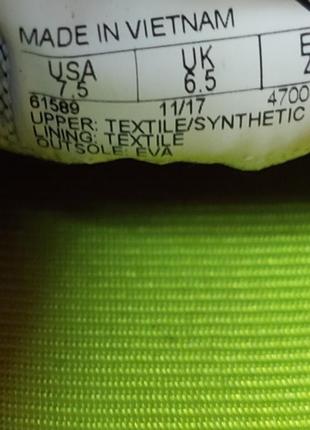 MADE IN VIETNAM
USA UK E
7.5 6.5 4
61589 11/17 4700
UPPER: TEXTILE/SYNTHETIC
LINING: TEXTILE
OUTSOLE: EVA